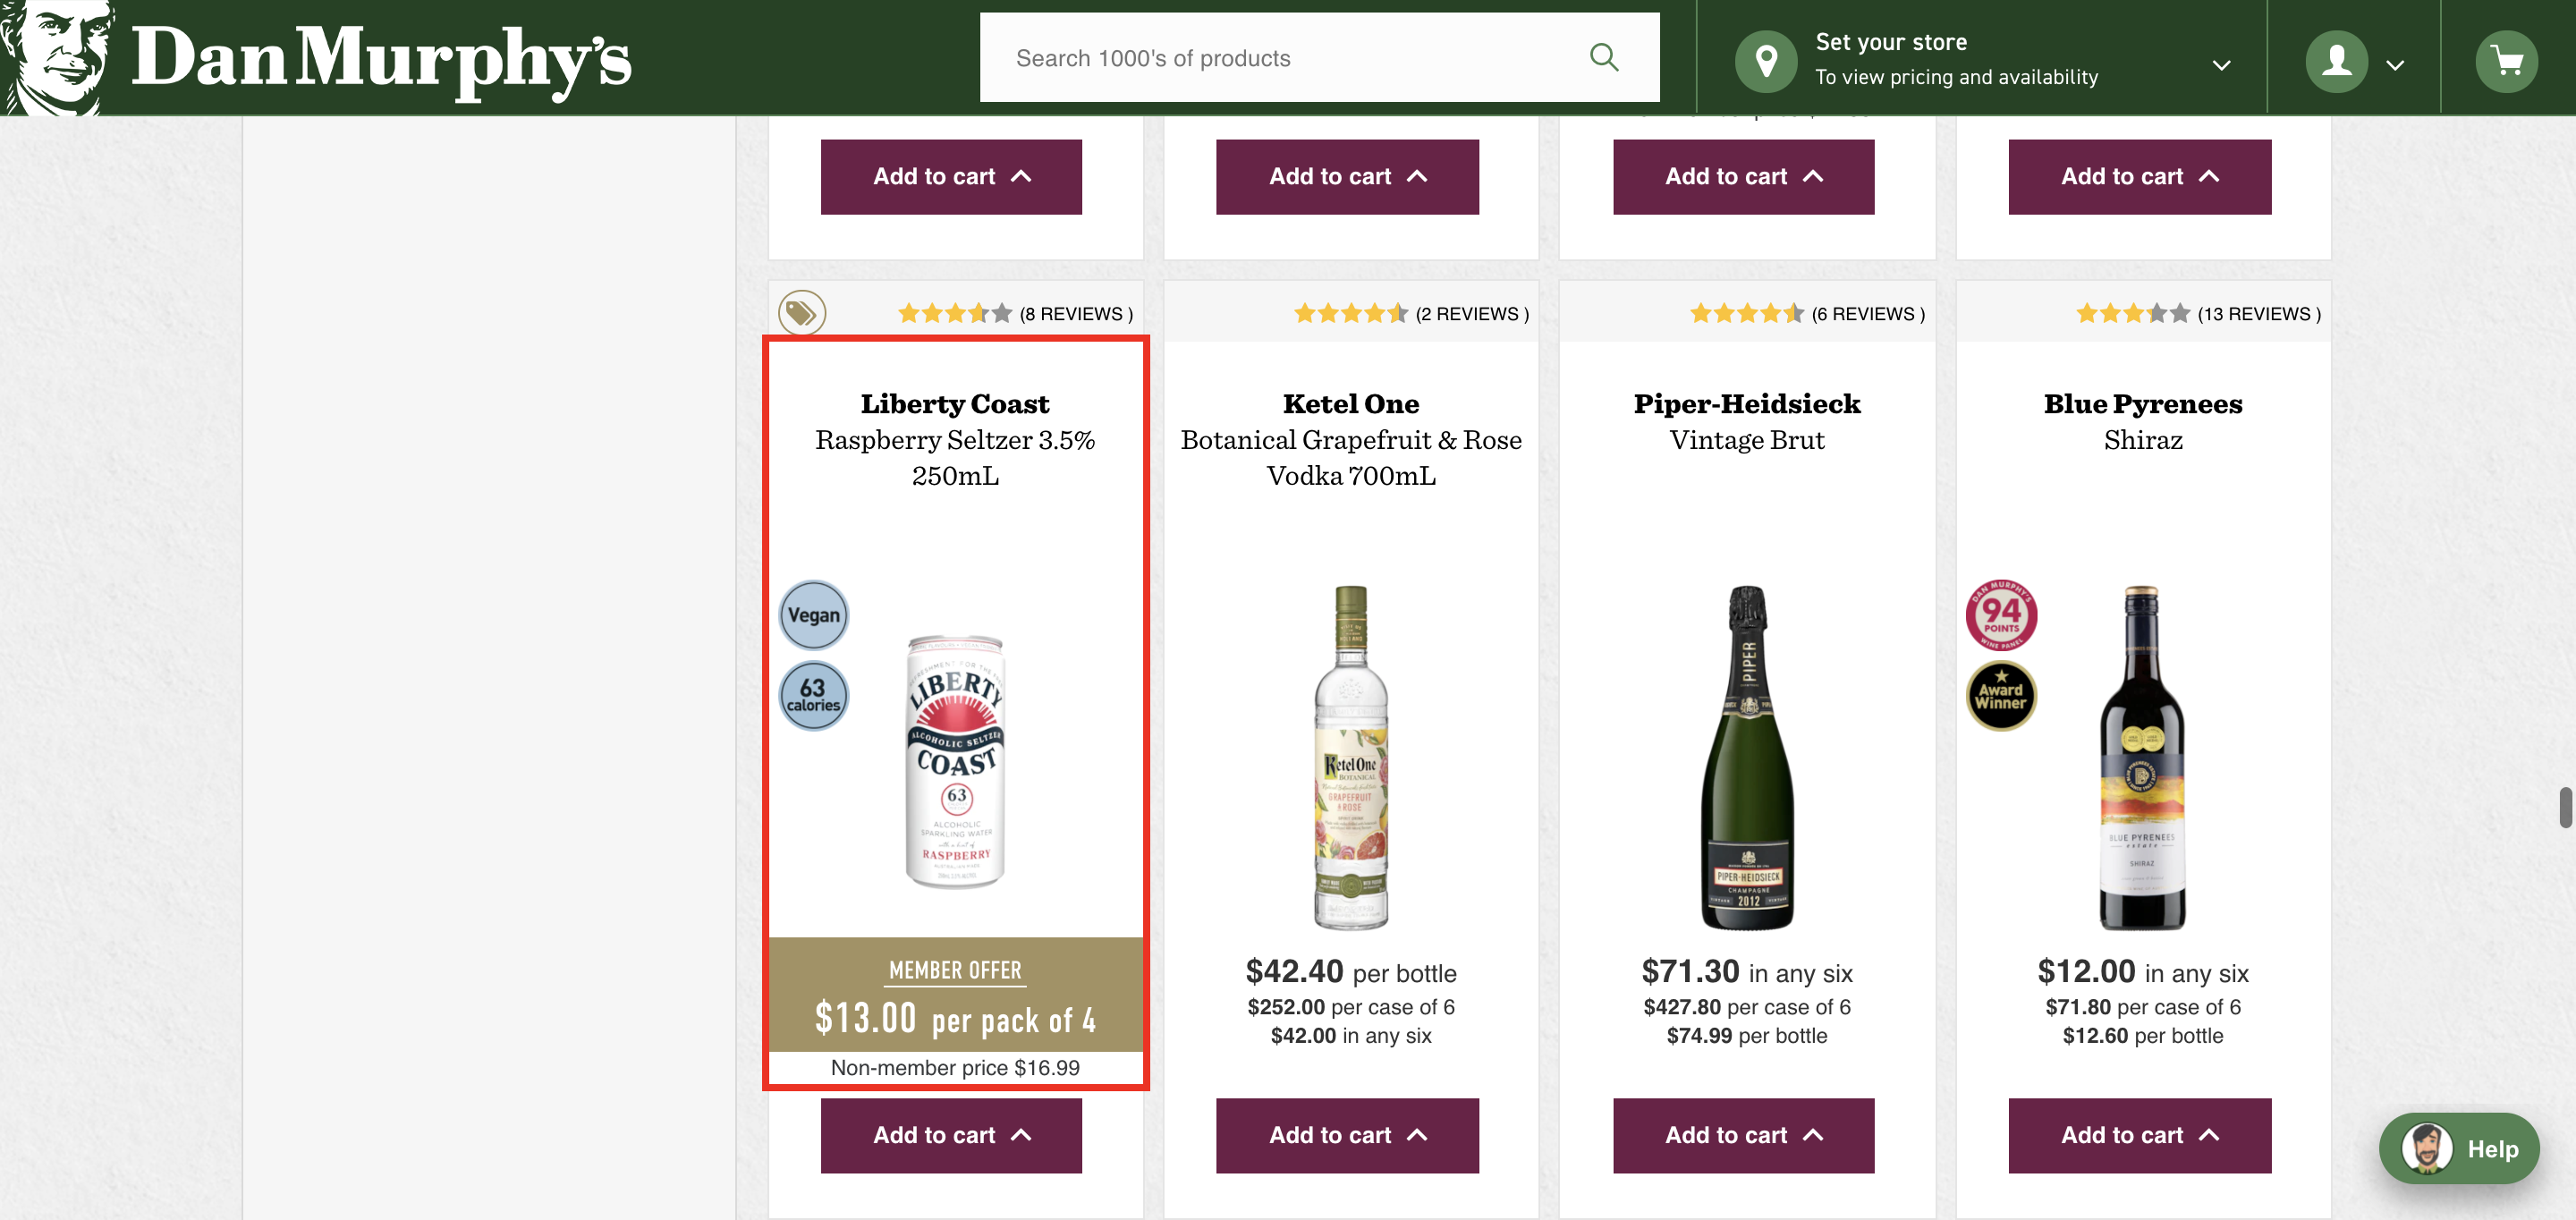 Dan Murphy's
Search 1000's of products
Set your store
To view pricing and availability
Add to cart
Add to cart
Add to cart
Add to cart
(8 REVIEWS )
(2 REVIEWS )
(6 REVIEWS )
(13 REVIEWS )
Liberty Coast
Raspberry Seltzer 3.5%
250mL
Vegan
63
calories
LIBERTY
ALCOHOLIC SELTZER
COAST
63
ALCOHOLIC
SPARKLING WATER
with a hint of
RASPBERRY
MEMBER OFFER
$13.00 per pack of 4
Non-member price $16.99
Add to cart
Ketel One
Botanical Grapefruit & Rose
Vodka 700mL
Ketel One
BOTANICAL
GRAPEFRUIT
& ROSE
$42.40 per bottle
$252.00 per case of 6
$42.00 in any six
Add to cart
Piper-Heidsieck
Vintage Brut
PIPER
PIPER-HEIDSIECK
CHAMPAGNE
VINTAGE 2012 VINTAGE
$71.30 in any six
$427.80 per case of 6
$74.99 per bottle
Add to cart
Blue Pyrenees
Shiraz
DAN MURPHY'S
94
POINTS
WINE PANEL
Award
Winner
BLUE PYRENEES
estate
SHIRAZ
$12.00 in any six
$71.80 per case of 6
$12.60 per bottle
Add to cart
Help